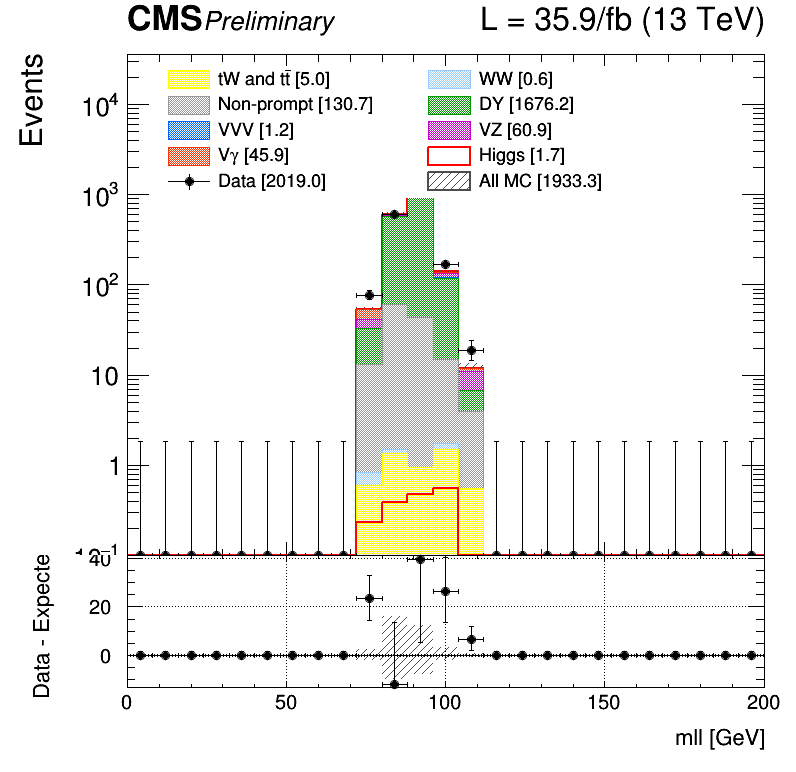 CMS Preliminary L = 35.9/fb (13 TeV)
Events
tW and tt̄ [5.0] WW [0.6]
Non-prompt [130.7] DY [1676.2]
VVV [1.2] VZ [60.9]
Vγ [45.9] Higgs [1.7]
Data [2019.0] All MC [1933.3]
10⁴
10³
10²
10
1
40
20
0
Data - Expecte
0 50 100 150 200
mll [GeV]